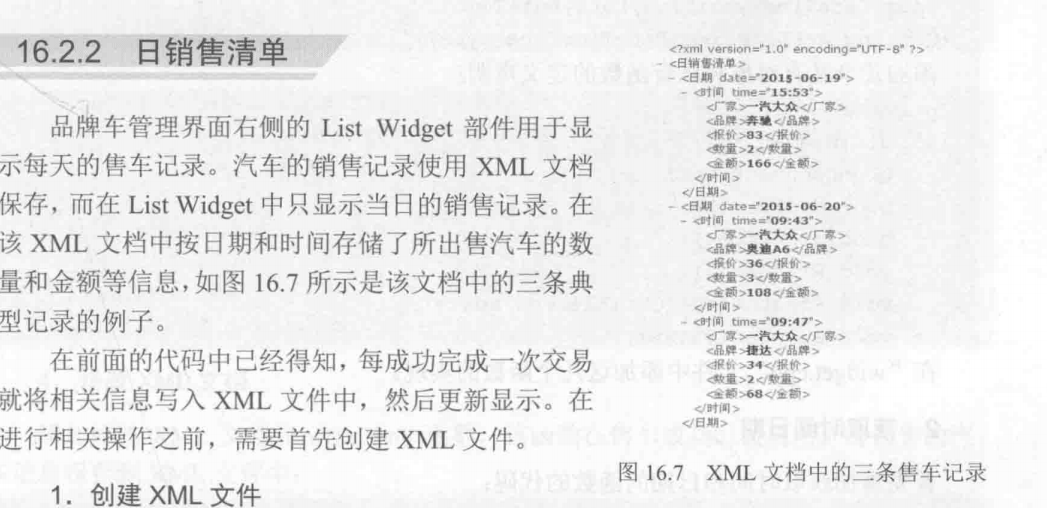 16.2.2 日销售清单
品牌车管理界面右侧的 List Widget 部件用于显
示每天的售车记录。汽车的销售记录使用 XML 文档
保存，而在 List Widget 中只显示当日的销售记录。在
该 XML 文档中按日期和时间存储了所出售汽车的数
量和金额等信息，如图 16.7 所示是该文档中的三条典
型记录的例子。
在前面的代码中已经得知，每成功完成一次交易
就将相关信息写入 XML 文件中，然后更新显示。在
进行相关操作之前，需要首先创建 XML 文件。
1．创建 XML 文件
<?xml version="1.0" encoding="UTF-8" ?>
<日销售清单>
- <日期 date="2015-06-19">
- <时间 time="15:53">
<厂家>一汽大众</厂家>
<品牌>奔驰</品牌>
<报价>83</报价>
<数量>2</数量>
<金额>166</金额>
</时间>
</日期>
- <日期 date="2015-06-20">
- <时间 time="09:43">
<厂家>一汽大众</厂家>
<品牌>奥迪A6</品牌>
<报价>36</报价>
<数量>3</数量>
<金额>108</金额>
</时间>
- <时间 time="09:47">
<厂家>一汽大众</厂家>
<品牌>捷达</品牌>
<报价>34</报价>
<数量>2</数量>
<金额>68</金额>
</时间>
</日期>
图 16.7 XML 文档中的三条售车记录